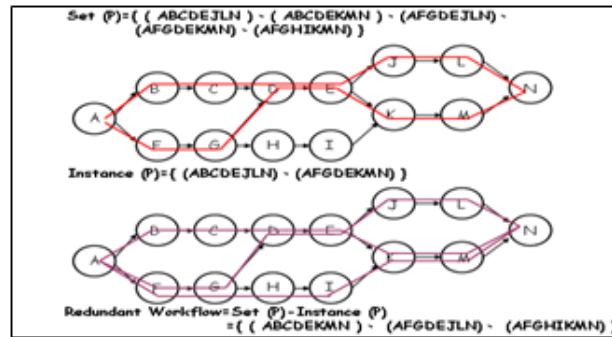 Set (P)={ ( ABCDEJLN ) 、( ABCDEKMN ) 、(AFGDEJLN)、
(AFGDEKMN)、(AFGHIKMN) }
J L
B C D E N
A K M
F G H I
Instance (P)={ (ABCDEJLN) 、(AFGDEKMN) }
J L
B C D E N
A M
F G H I
Redundant Workflow=Set (P)-Instance (P)
={ ( ABCDEKMN ) 、(AFGDEJLN)、(AFGHIKMN) }